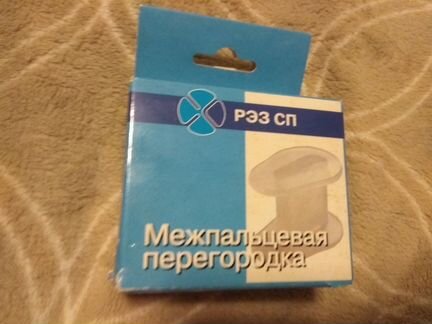 РЭЗ СП
Межпальцевая
перегородка